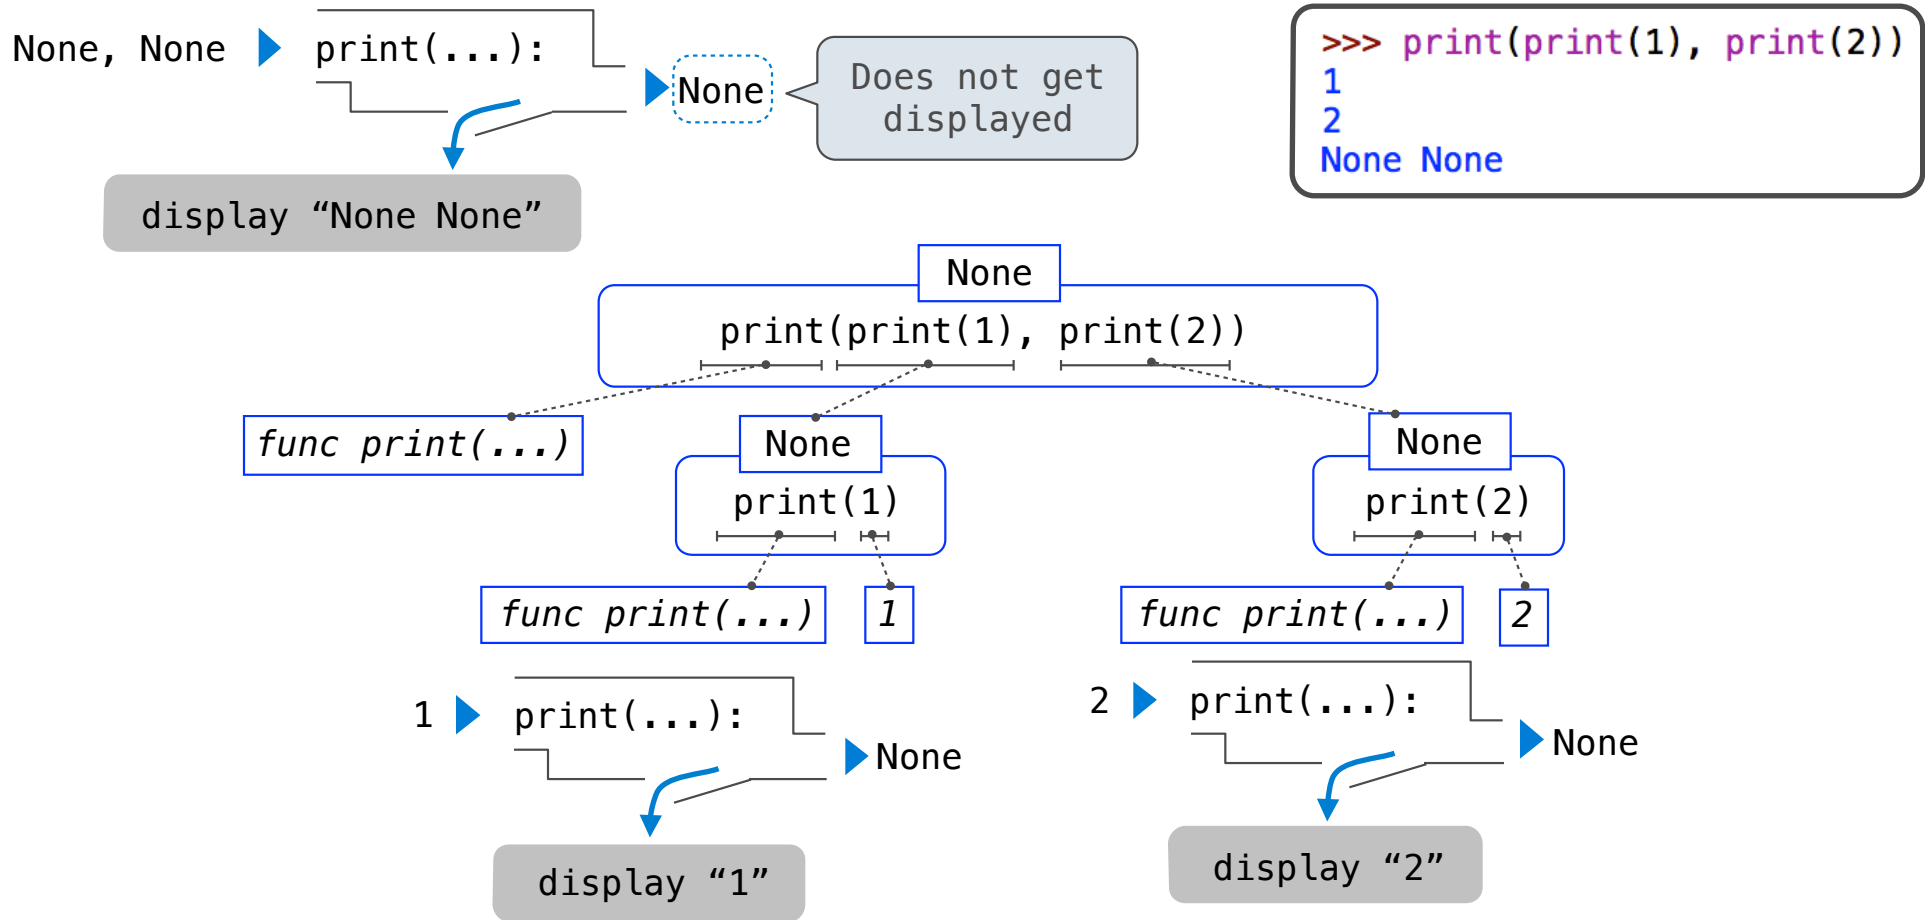 None, None
print(...):
None
Does not get
displayed
display “None None”
>>> print(print(1), print(2))
1
2
None None
None
print(print(1), print(2))
func print(...)
None
print(1)
func print(...)
1
None
print(2)
func print(...)
2
1
print(...):
None
display “1”
2
print(...):
None
display “2”